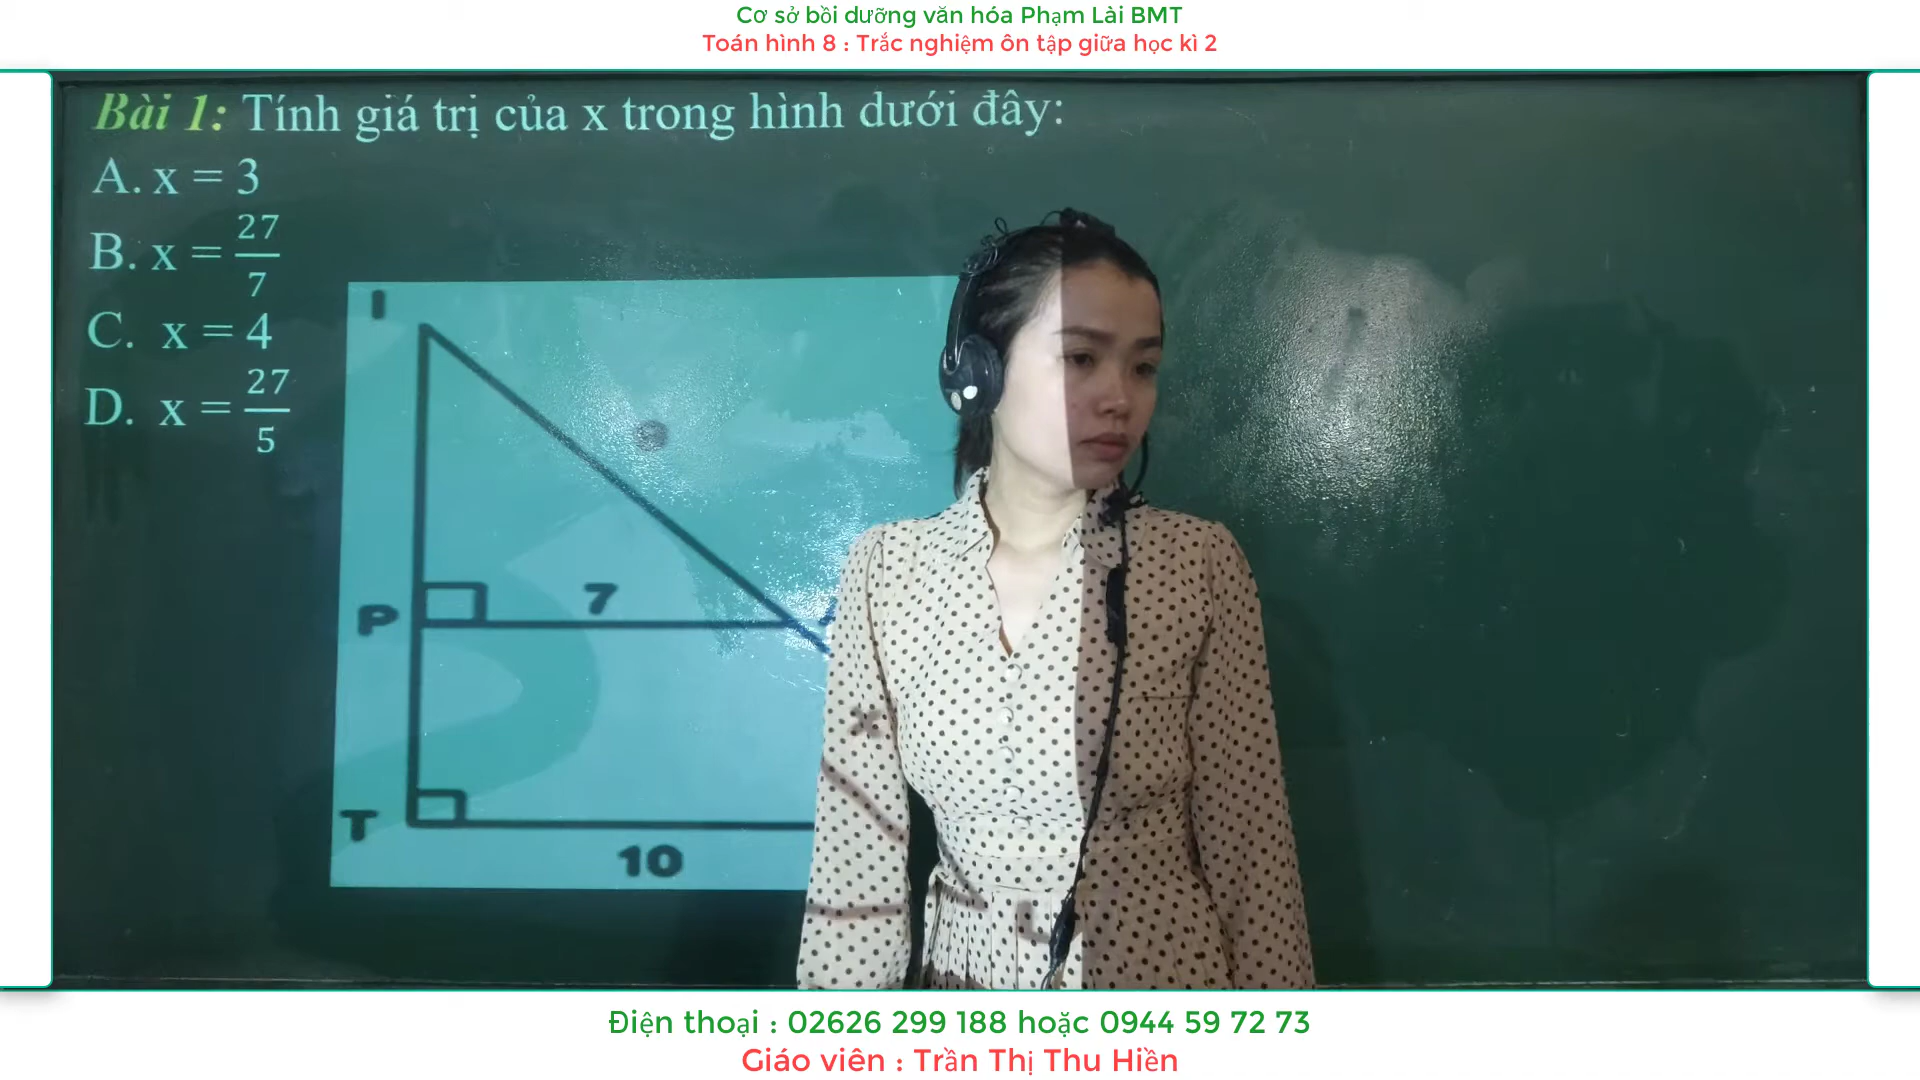 Cơ sở bồi dưỡng văn hóa Phạm Lài BMT
Toán hình 8 : Trắc nghiệm ôn tập giữa học kì 2
Bài 1: Tính giá trị của x trong hình dưới đây:
A. x = 3
B. x = 27/7
C. x = 4
D. x = 27/5
I
P
7
x
T
10
L
Điện thoại : 02626 299 188 hoặc 0944 59 72 73
Giáo viên : Trần Thị Thu Hiền